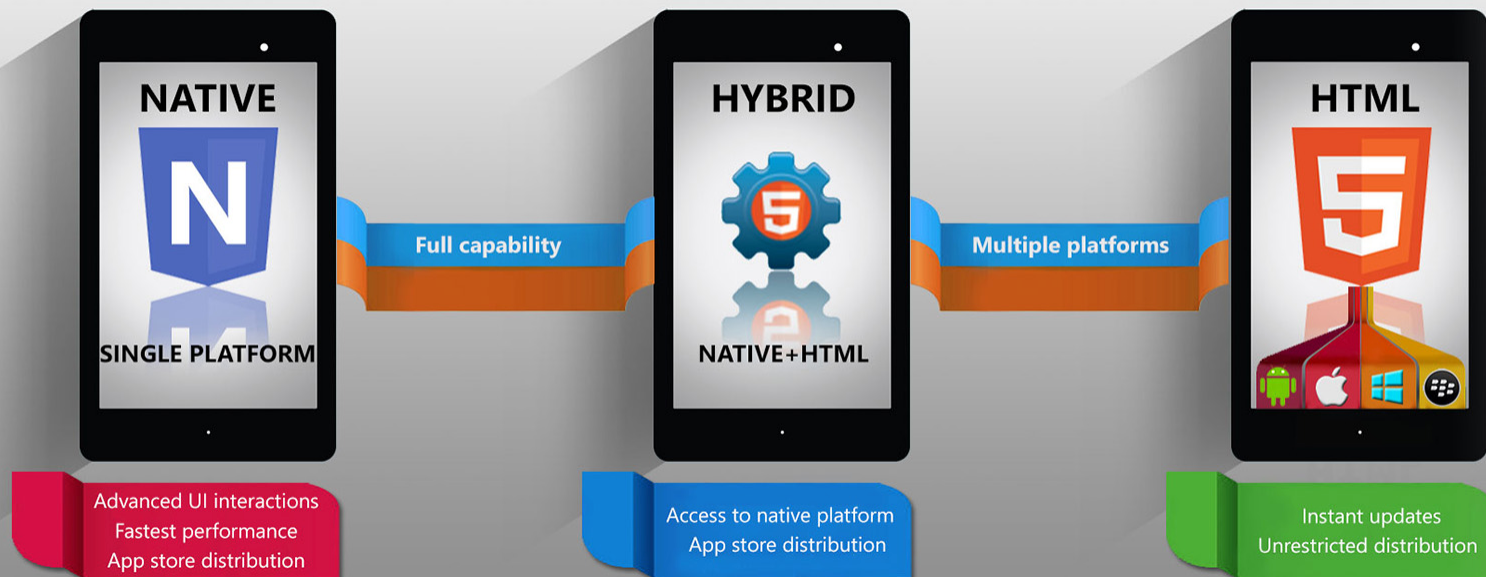 NATIVE
N
SINGLE PLATFORM
Full capability
HYBRID
5
NATIVE+HTML
Multiple platforms
HTML
5
Advanced UI interactions
Fastest performance
App store distribution
Access to native platform
App store distribution
Instant updates
Unrestricted distribution